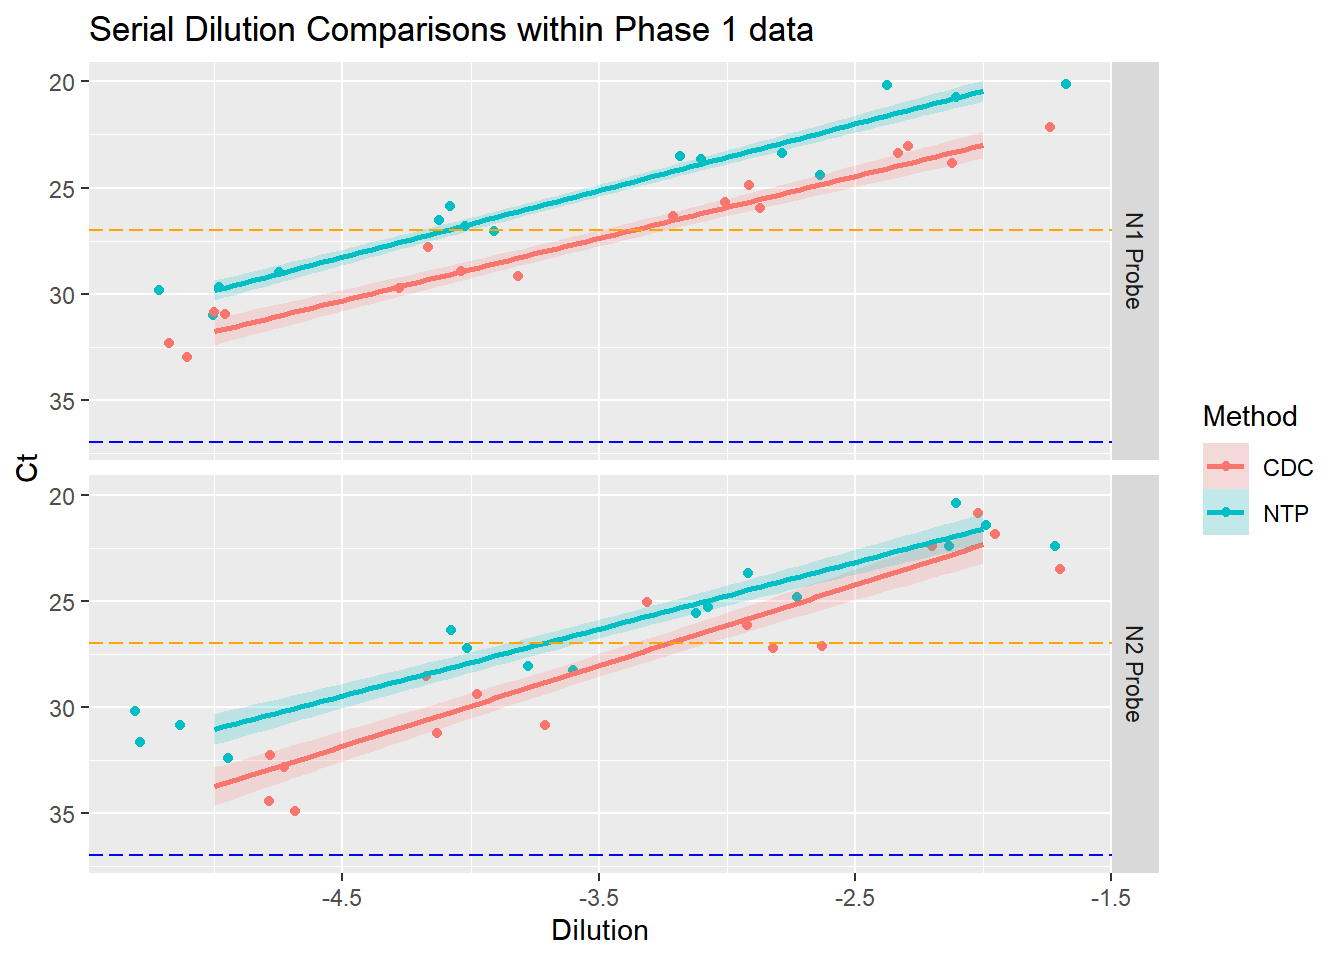 Serial Dilution Comparisons within Phase 1 data
20
25
30
35
N1 Probe
20
25
30
35
N2 Probe
Ct
-4.5
-3.5
-2.5
-1.5
Dilution
Method
CDC
NTP